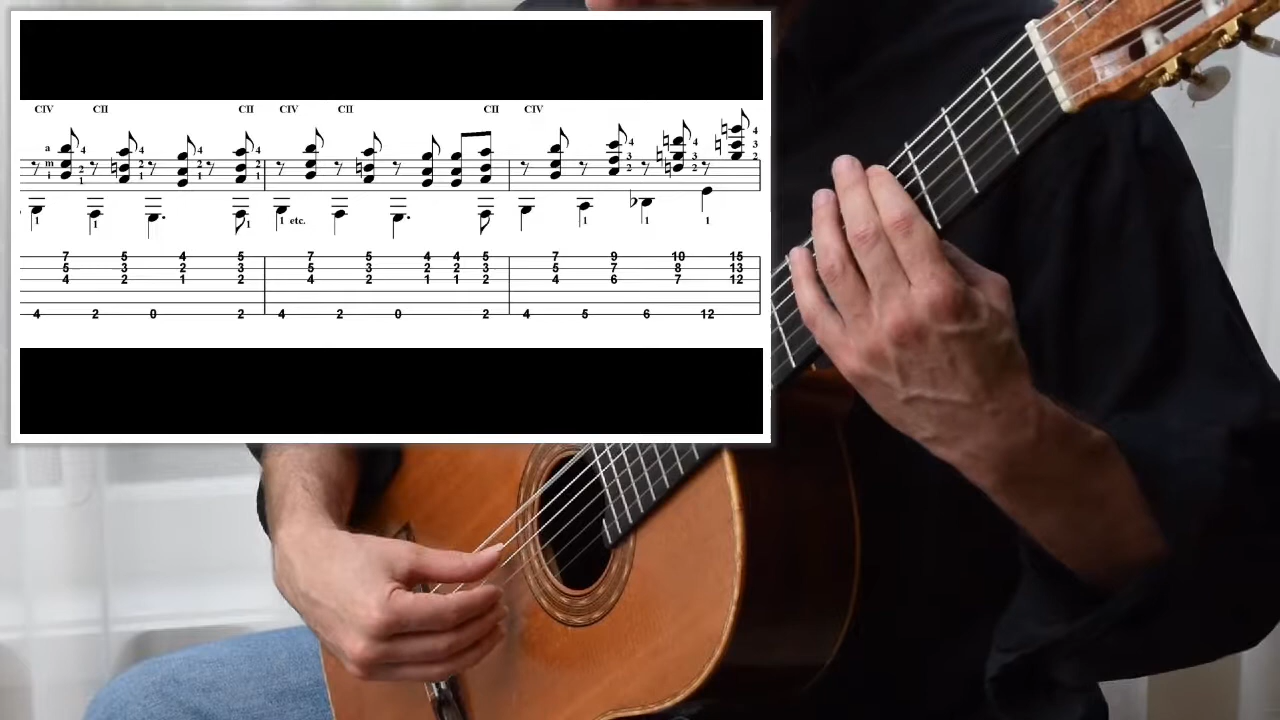 CIV CII CII CIV CII CII CIV
a 4 4 4 4 4 4 4
m 2 2 2 2 3 3 3
i 1 1 1 1 2 2 2
1 1 1 1 etc. 1 1 1
7 5 4 5 7 5 4 4 5 7 9 10 15
5 3 2 3 5 3 2 2 3 5 7 8 13
4 2 1 2 4 2 1 1 2 4 6 7 12
4 2 0 2 4 2 0 2 4 5 6 12